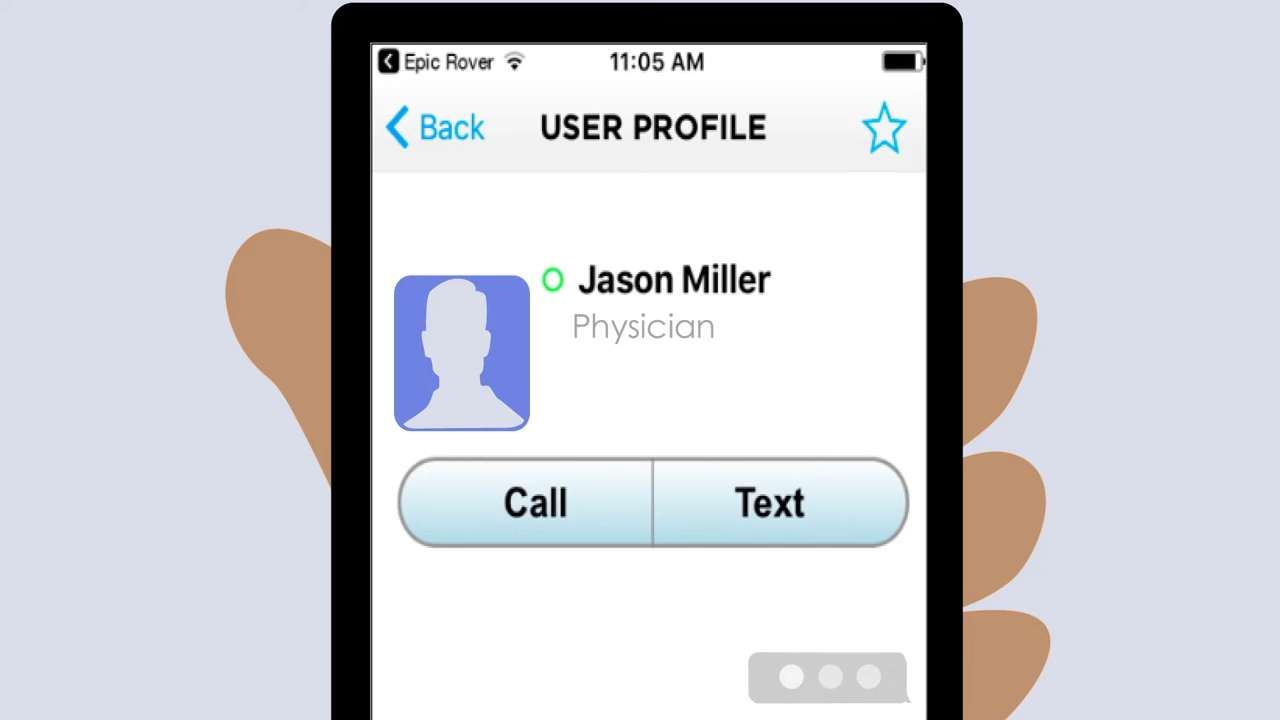 Epic Rover 11:05 AM
Back USER PROFILE
Jason Miller
Physician
Call Text